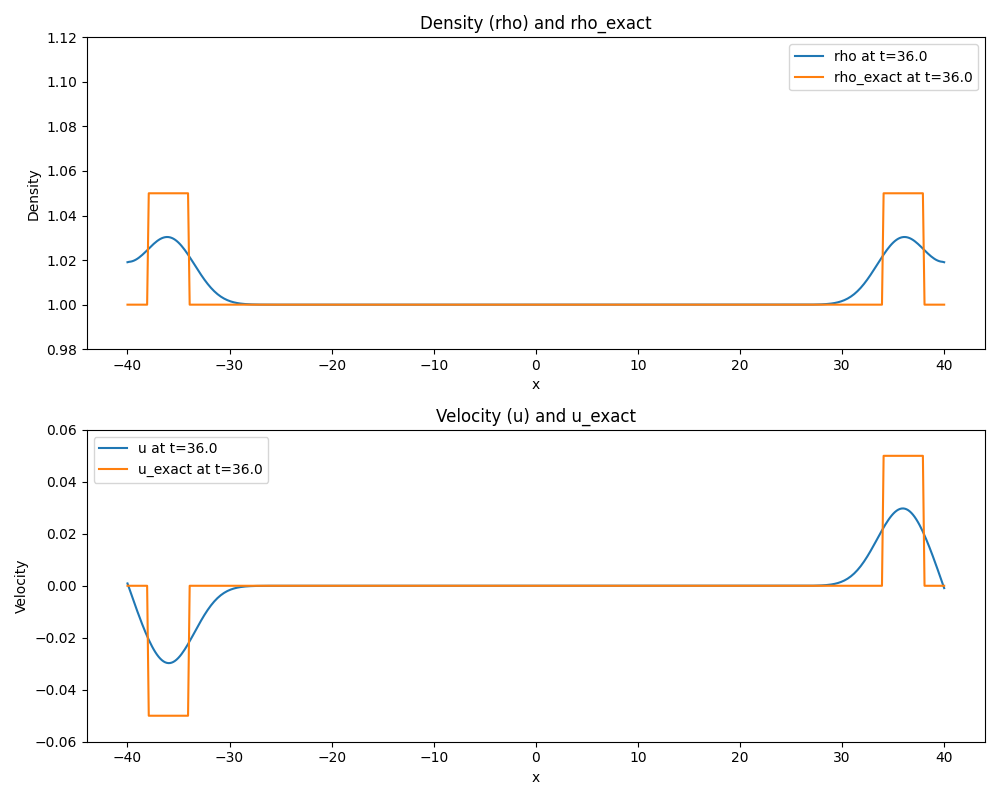 Density (rho) and rho_exact
1.12
1.10
1.08
1.06
1.04
1.02
1.00
0.98
Density
rho at t=36.0
rho_exact at t=36.0
−40 −30 −20 −10 0 10 20 30 40
x
Velocity (u) and u_exact
0.06
0.04
0.02
0.00
−0.02
−0.04
−0.06
Velocity
u at t=36.0
u_exact at t=36.0
−40 −30 −20 −10 0 10 20 30 40
x